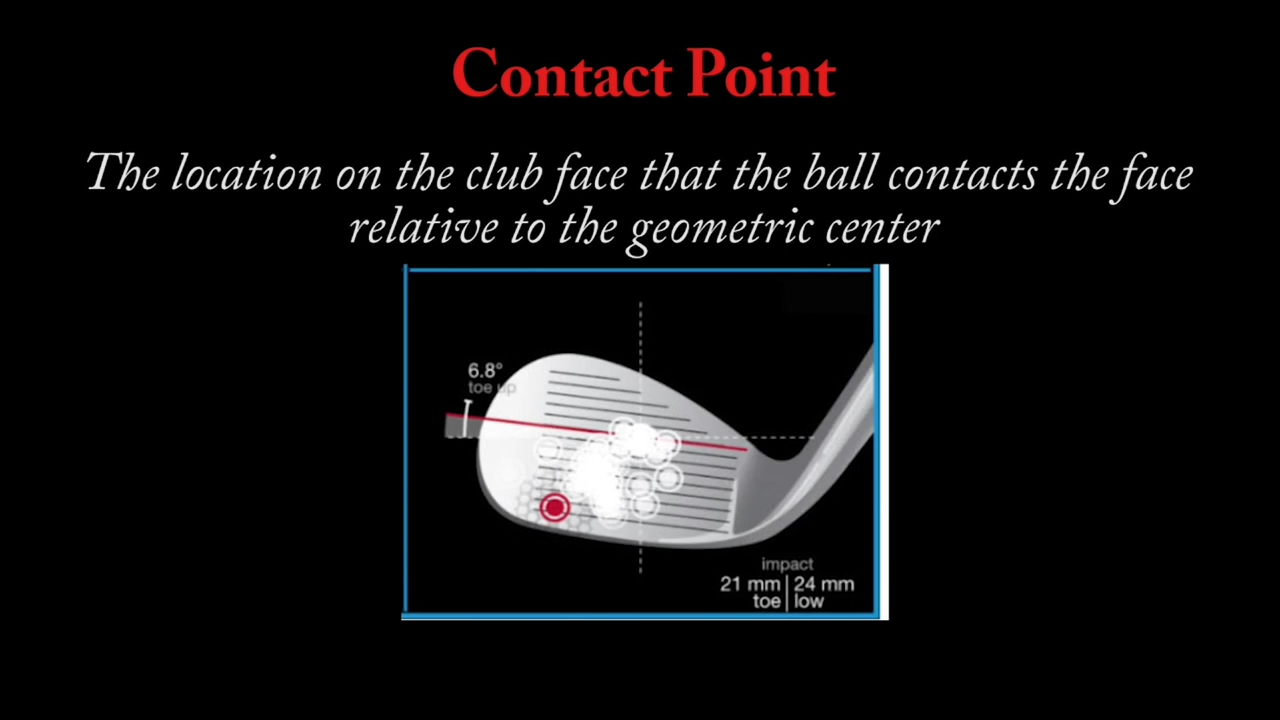 Contact Point
The location on the club face that the ball contacts the face
relative to the geometric center
6.8°
toe up
impact
21 mm | 24 mm
toe | low